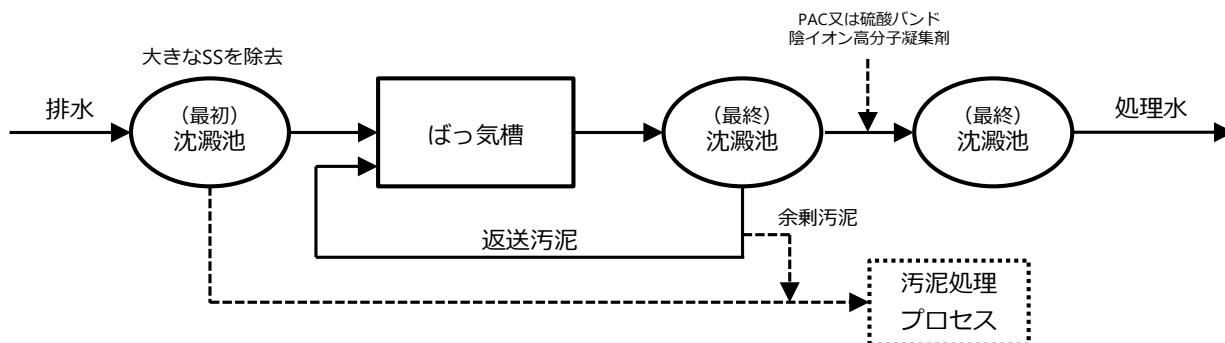 PAC又は硫酸バンド
陰イオン高分子凝集剤
大きなSSを除去
排水
（最初）
沈澱池
ばっ気槽
（最終）
沈澱池
（最終）
沈澱池
処理水
余剰汚泥
返送汚泥
汚泥処理
プロセス